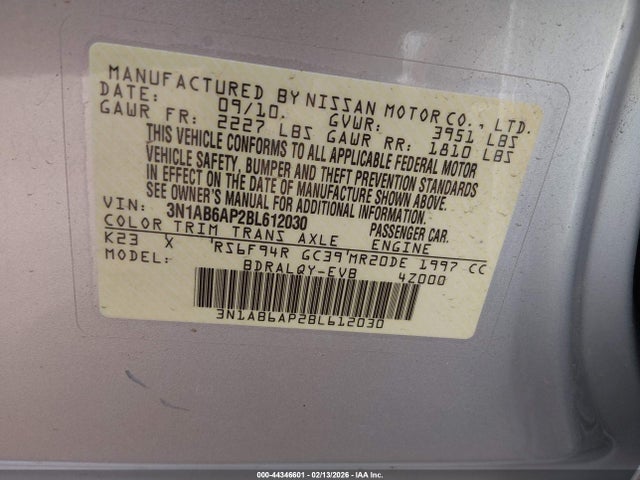 MANUFACTURED BY NISSAN MOTOR CO., LTD.
DATE: 09/10. GVWR: 3951 LBS
GAWR FR: 2227 LBS GAWR RR: 1810 LBS
THIS VEHICLE CONFORMS TO ALL APPLICABLE FEDERAL MOTOR
VEHICLE SAFETY, BUMPER AND THEFT PREVENTION STANDARDS
IN EFFECT ON THE DATE OF MANUFACTURE SHOWN ABOVE.
SEE OWNER'S MANUAL FOR ADDITIONAL INFORMATION.
VIN: 3N1AB6AP2BL612030 PASSENGER CAR.
COLOR TRIM TRANS AXLE ENGINE
K23 X 'RS6F94R GC39'MR20DE 1997 CC
MODEL: BDRALQY-EVB 4Z000
3N1AB6AP2BL612030
000-44346601 - 02/13/2026 - IAA Inc.